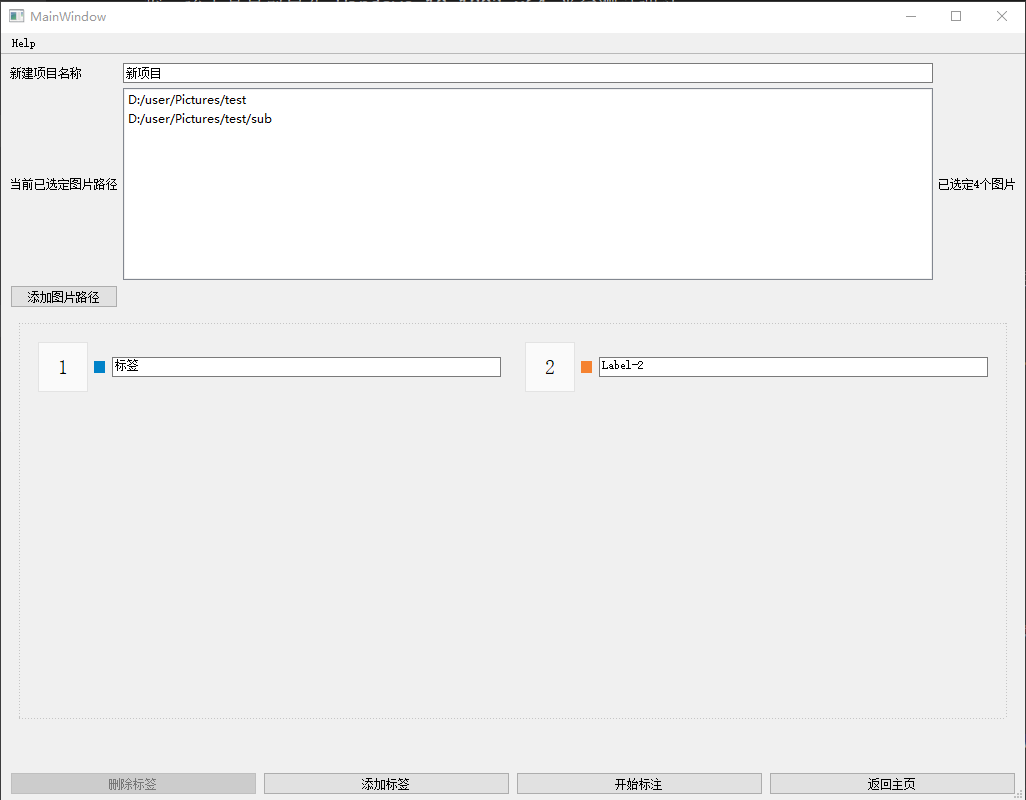 MainWindow
Help
新建项目名称 新项目
D:/user/Pictures/test
D:/user/Pictures/test/sub
当前已选定图片路径 已选定4个图片
添加图片路径
1 标签 2 Label-2
删除标签 添加标签 开始标注 返回主页